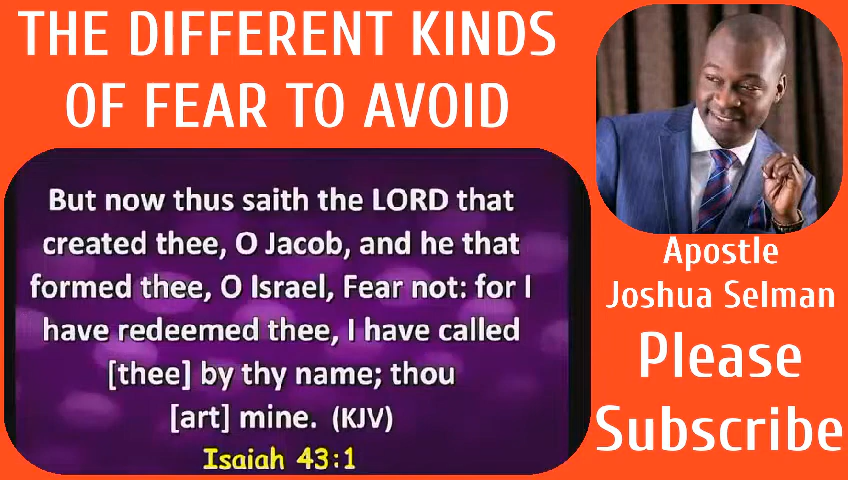 THE DIFFERENT KINDS
OF FEAR TO AVOID
But now thus saith the LORD that
created thee, O Jacob, and he that
formed thee, O Israel, Fear not: for I
have redeemed thee, I have called
[thee] by thy name; thou
[art] mine. (KJV)
Isaiah 43:1
Apostle
Joshua Selman
Please
Subscribe